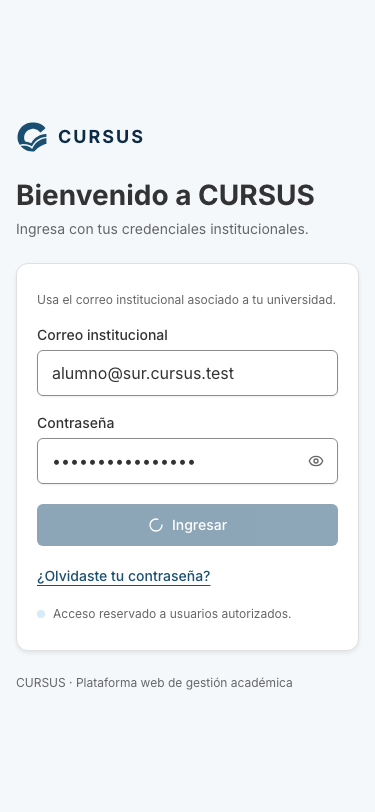 CURSUS
Bienvenido a CURSUS
Ingresa con tus credenciales institucionales.
Usa el correo institucional asociado a tu universidad.
Correo institucional
alumno@sur.cursus.test
Contraseña
•••••••••••••••
Ingresar
¿Olvidaste tu contraseña?
Acceso reservado a usuarios autorizados.
CURSUS · Plataforma web de gestión académica